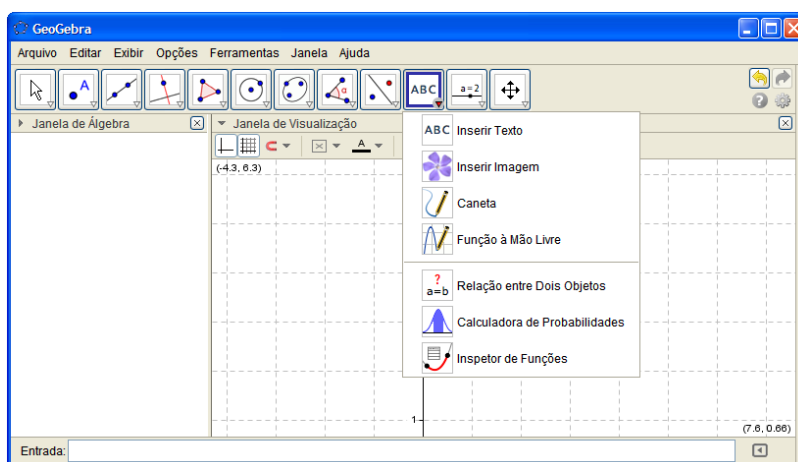 GeoGebra
Arquivo Editar Exibir Opções Ferramentas Janela Ajuda
A
α
ABC
a=2
Janela de Álgebra
Janela de Visualização
A
(-4.3, 6.3)
ABC Inserir Texto
Inserir Imagem
Caneta
Função à Mão Livre
?
a=b
Relação entre Dois Objetos
Calculadora de Probabilidades
Inspetor de Funções
1
(7.6, 0.66)
Entrada: